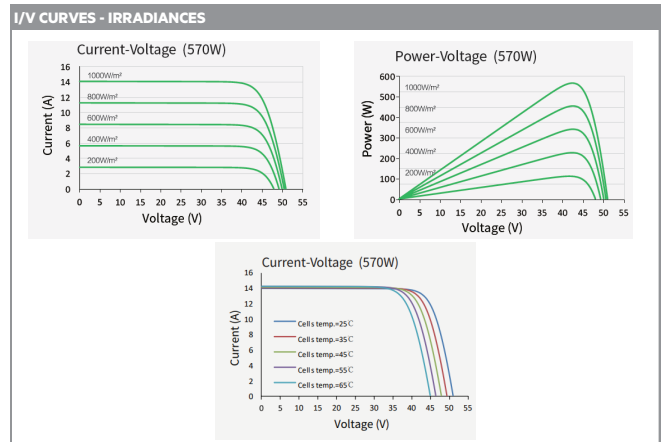 I/V CURVES - IRRADIANCES
Current-Voltage (570W)
Current (A)
16
14
12
10
8
6
4
2
0
1000W/m²
800W/m²
600W/m²
400W/m²
200W/m²
0 5 10 15 20 25 30 35 40 45 50 55
Voltage (V)
Power-Voltage (570W)
Power (W)
600
500
400
300
200
100
0
1000W/m²
800W/m²
600W/m²
400W/m²
200W/m²
0 5 10 15 20 25 30 35 40 45 50 55
Voltage (V)
Current-Voltage (570W)
Current (A)
16
14
12
10
8
6
4
2
0
Cells temp.=25℃
Cells temp.=35℃
Cells temp.=45℃
Cells temp.=55℃
Cells temp.=65℃
0 5 10 15 20 25 30 35 40 45 50 55
Voltage (V)